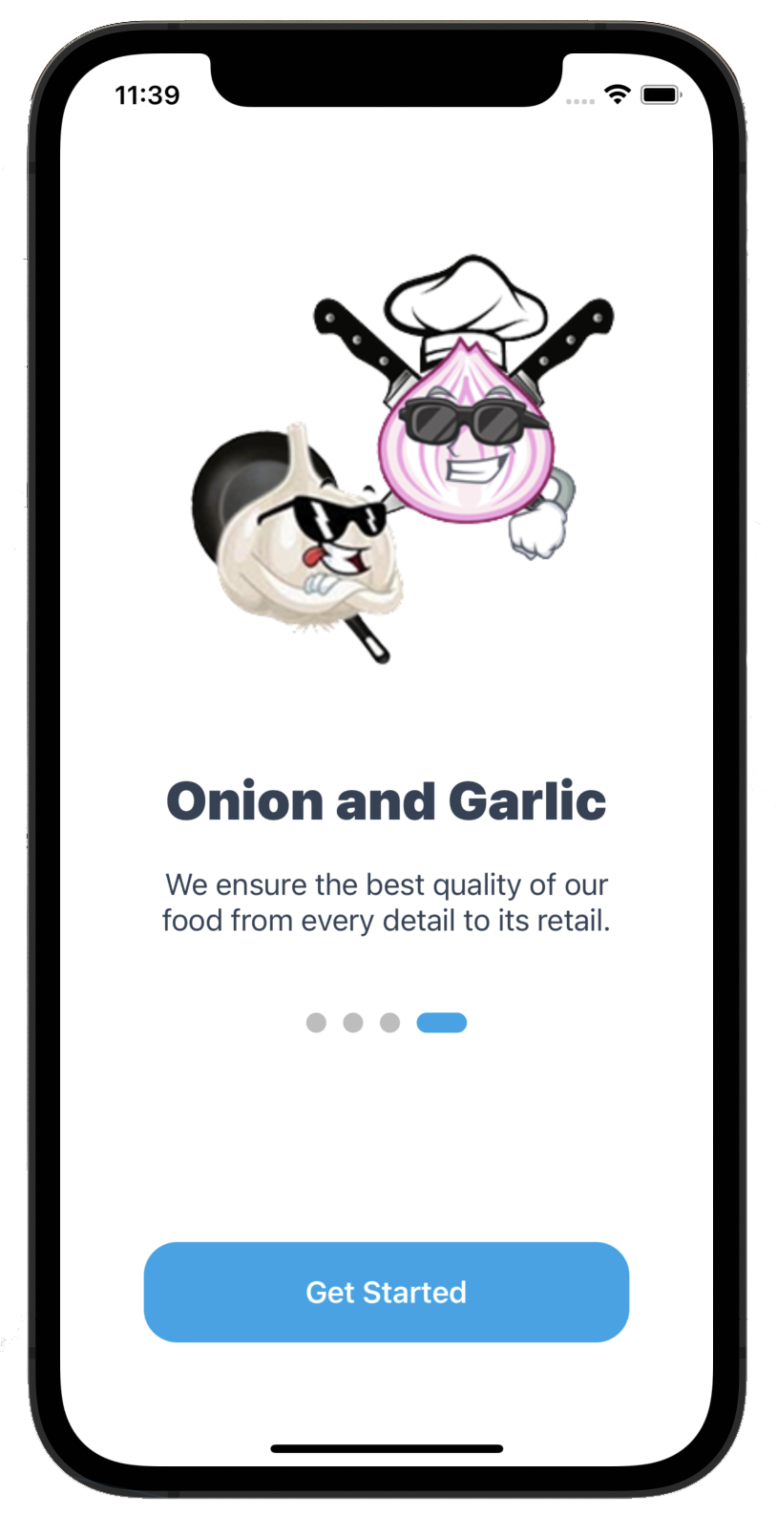 11:39
Onion and Garlic
We ensure the best quality of our
food from every detail to its retail.
Get Started